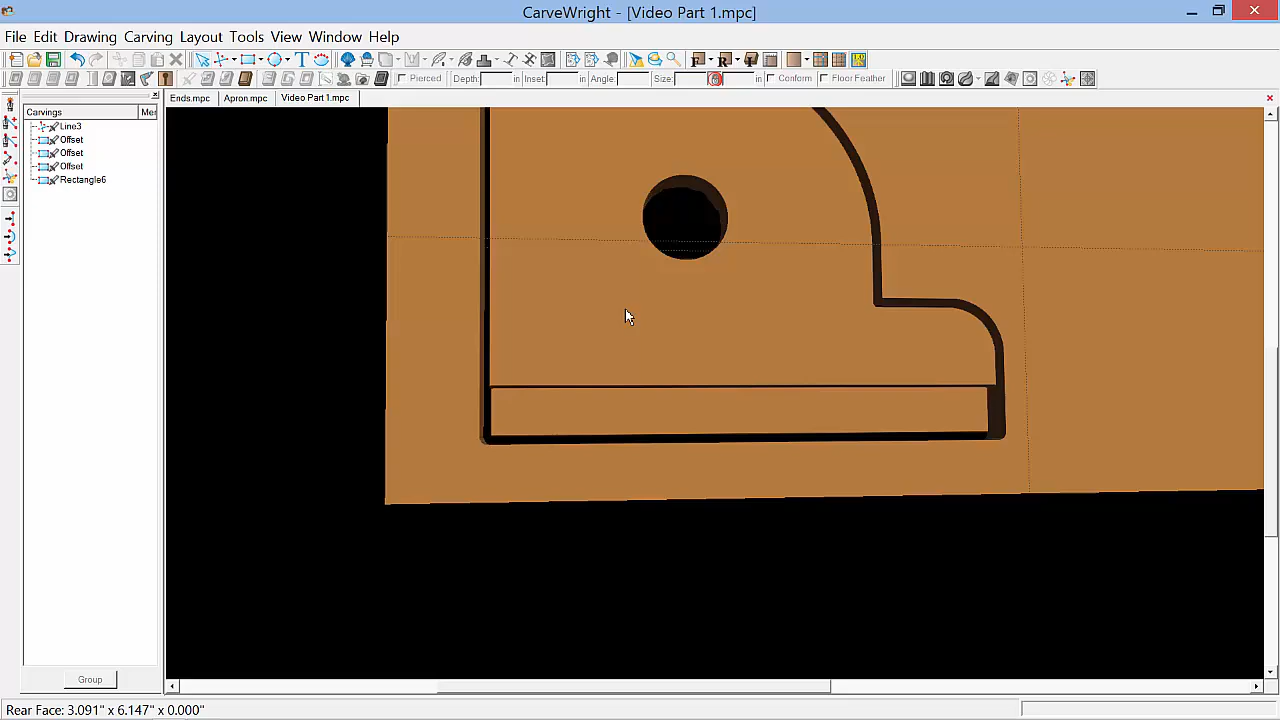 CarveWright - [Video Part 1.mpc]
File Edit Drawing Carving Layout Tools View Window Help
Pierced Depth: in Inset: in Angle: Size: in Conform Floor Feather
Ends.mpc Apron.mpc Video Part 1.mpc
Carvings Mer
Line3
Offset
Offset
Offset
Rectangle6
Group
Rear Face: 3.091" x 6.147" x 0.000"